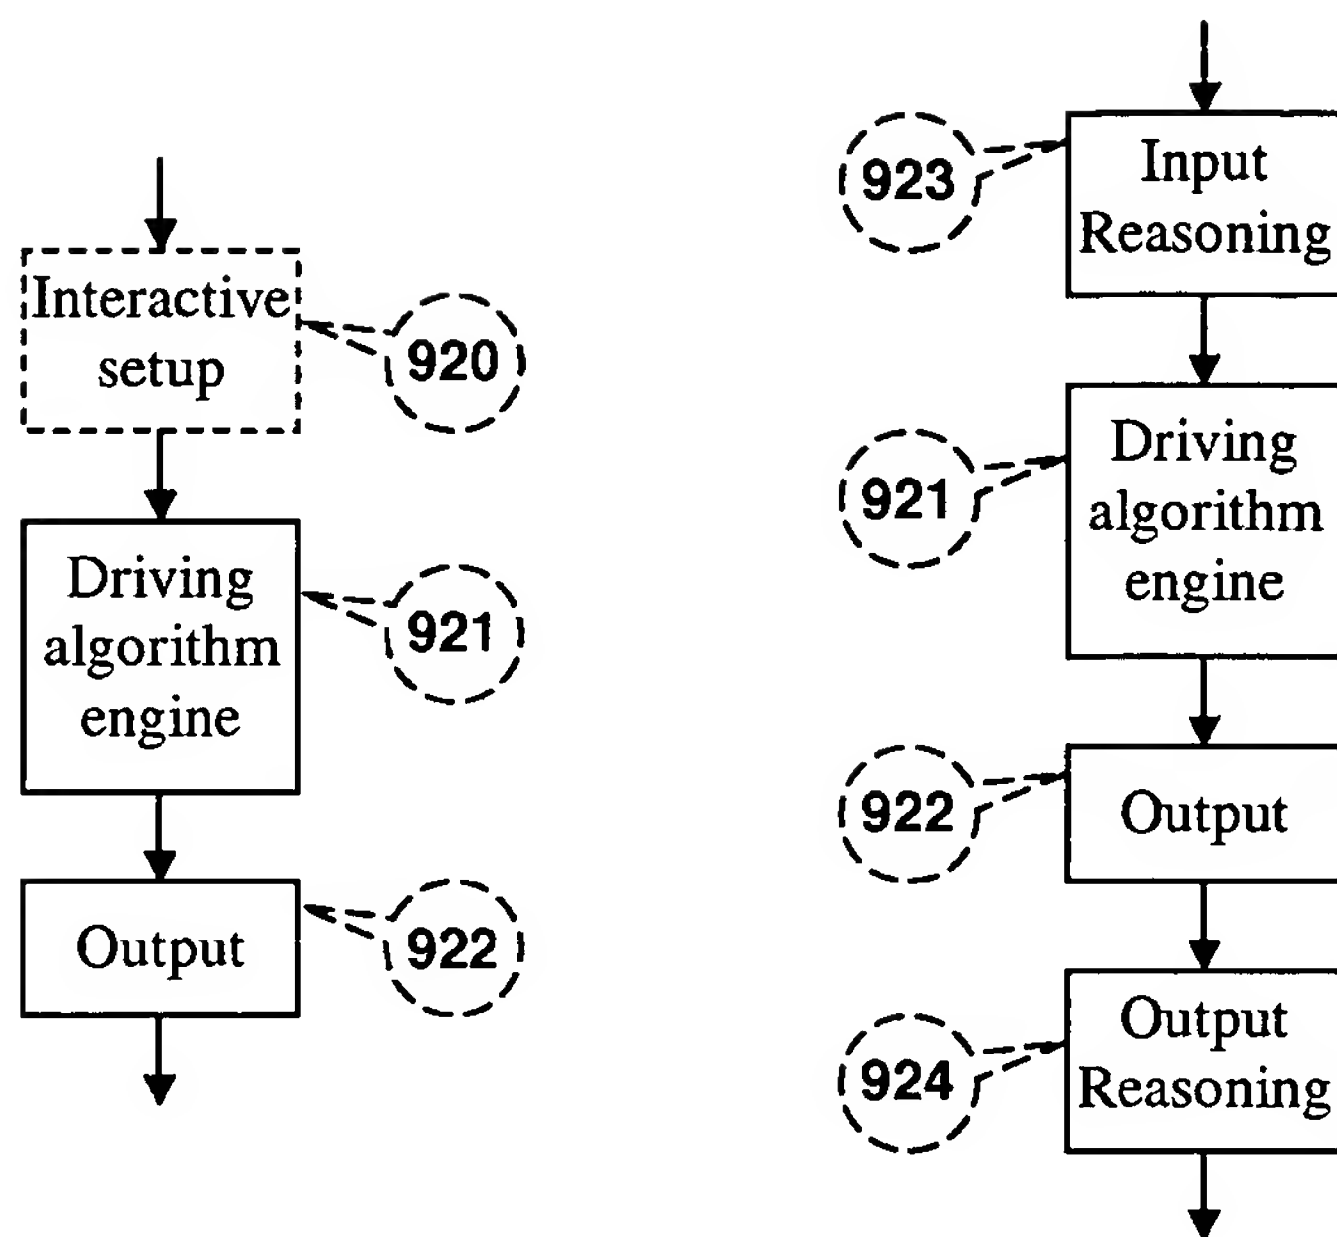 Interactive
setup
920
Driving
algorithm
engine
921
Output
922
923
Input
Reasoning
921
Driving
algorithm
engine
922
Output
924
Output
Reasoning